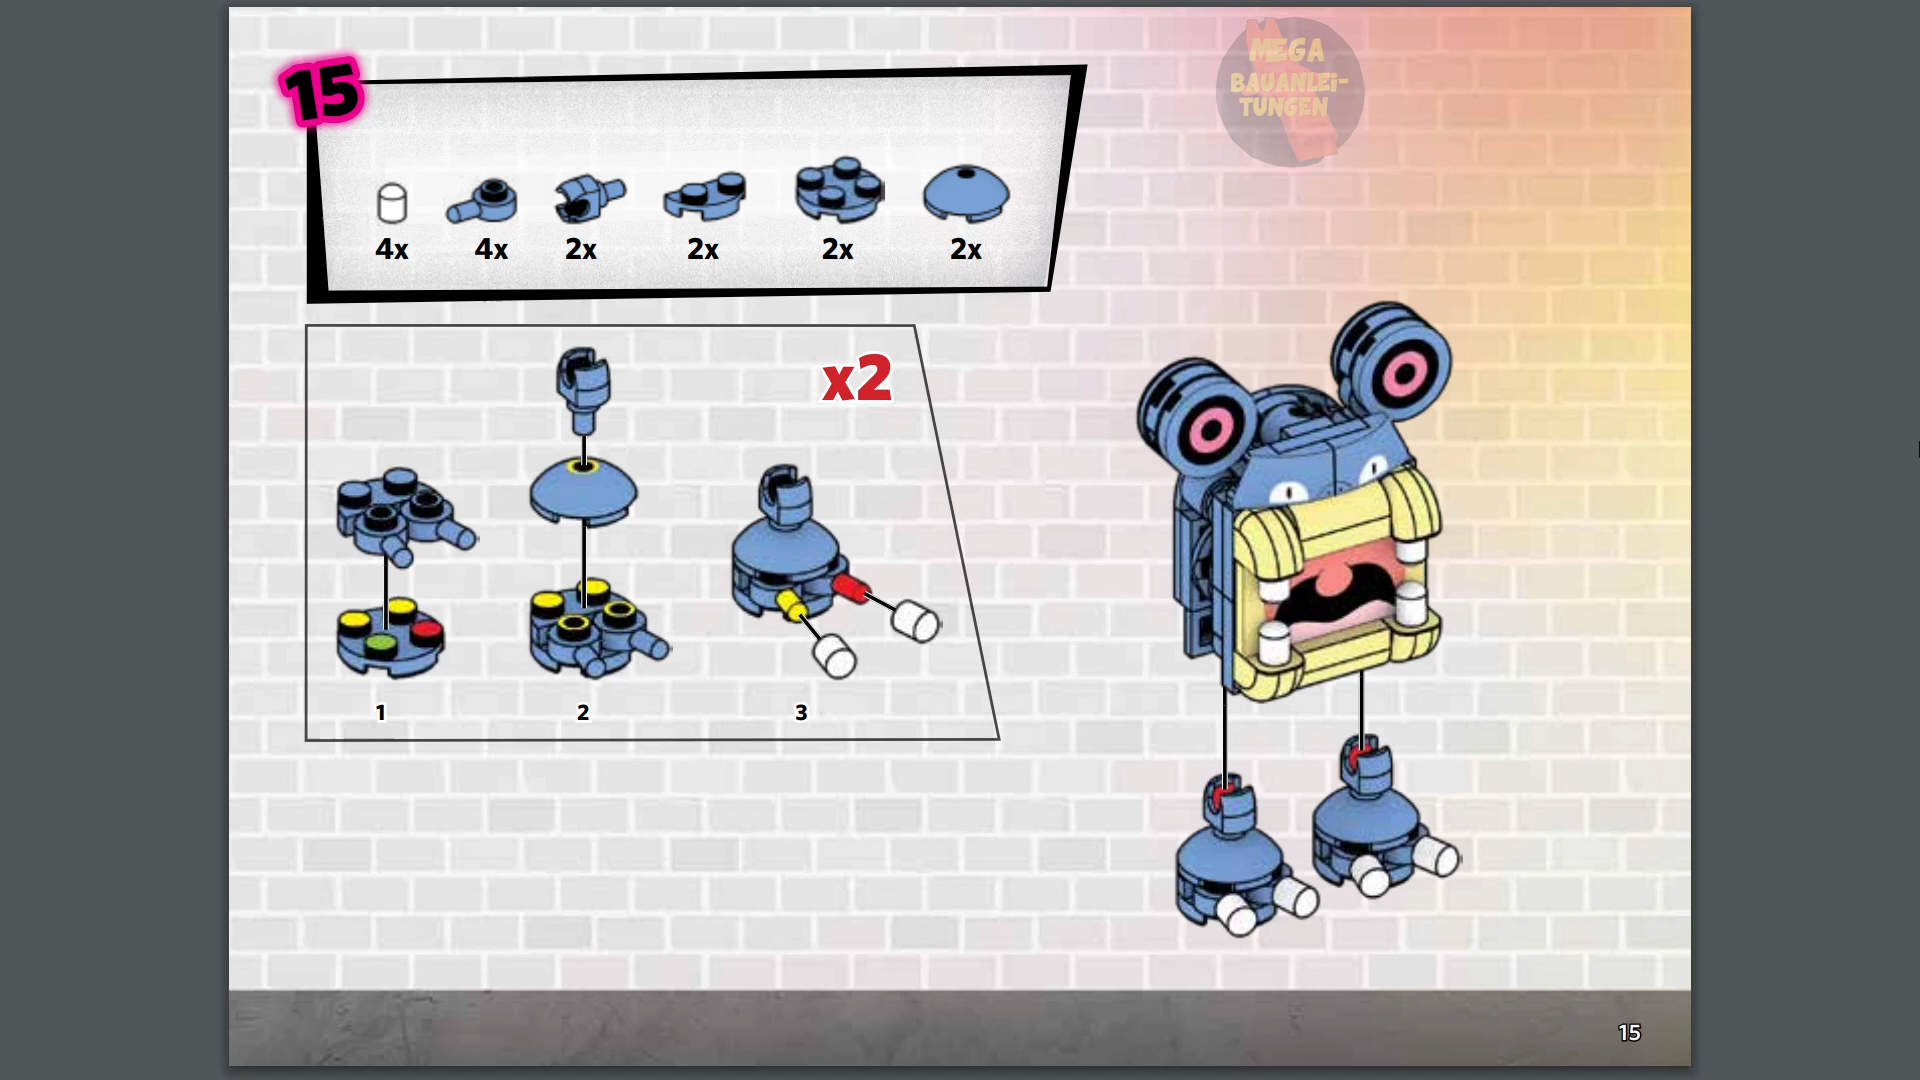 MEGA
BAUANLEi-
TUNGEN
15
4x 4x 2x 2x 2x 2x
x2
1 2 3
15